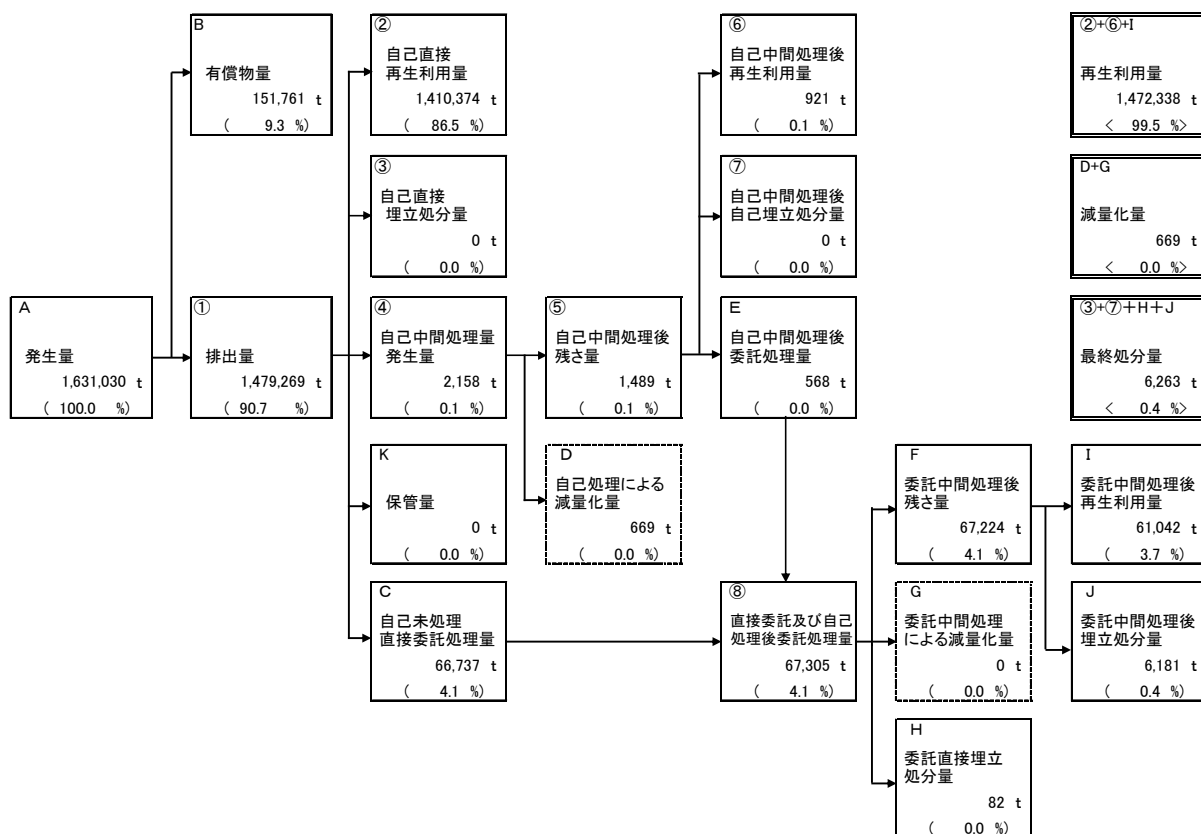 B
有償物量
151,761 t
( 9.3 %)
②
自己直接
再生利用量
1,410,374 t
( 86.5 %)
⑥
自己中間処理後
再生利用量
921 t
( 0.1 %)
②+⑥+I
再生利用量
1,472,338 t
< 99.5 %>
③
自己直接
埋立処分量
0 t
( 0.0 %)
⑦
自己中間処理後
自己埋立処分量
0 t
( 0.0 %)
D+G
減量化量
669 t
< 0.0 %>
A
発生量
1,631,030 t
( 100.0 %)
①
排出量
1,479,269 t
( 90.7 %)
④
自己中間処理量
発生量
2,158 t
( 0.1 %)
⑤
自己中間処理後
残さ量
1,489 t
( 0.1 %)
E
自己中間処理後
委託処理量
568 t
( 0.0 %)
③+⑦+H+J
最終処分量
6,263 t
< 0.4 %>
K
保管量
0 t
( 0.0 %)
D
自己処理による
減量化量
669 t
( 0.0 %)
F
委託中間処理後
残さ量
67,224 t
( 4.1 %)
I
委託中間処理後
再生利用量
61,042 t
( 3.7 %)
C
自己未処理
直接委託処理量
66,737 t
( 4.1 %)
⑧
直接委託及び自己
処理後委託処理量
67,305 t
( 4.1 %)
G
委託中間処理
による減量化量
0 t
( 0.0 %)
J
委託中間処理後
埋立処分量
6,181 t
( 0.4 %)
H
委託直接埋立
処分量
82 t
( 0.0 %)